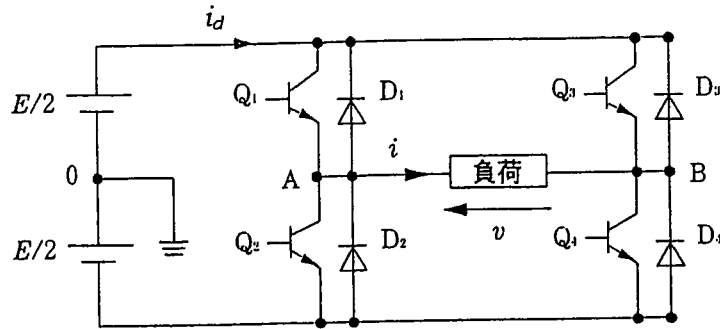 i_d
E/2
Q₁
D₁
Q₃
D₃
0
A
i
負荷
B
E/2
Q₂
D₂
v
Q₄
D₄